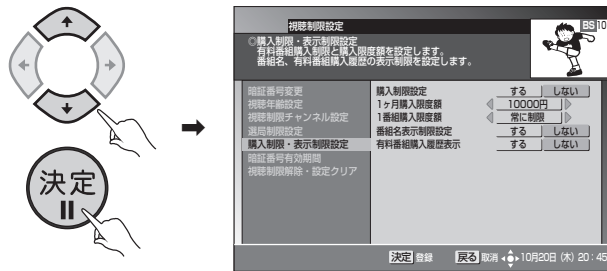 決定
視聴制限設定
BS 10
◎購入制限・表示制限設定
有料番組購入制限と購入限度額を設定します。
番組名、有料番組購入履歴の表示制限を設定します。
暗証番号変更
視聴年齢設定
視聴制限チャンネル設定
選局制限設定
購入制限・表示制限設定
暗証番号有効期間
視聴制限解除・設定クリア
購入制限設定 する しない
1ヶ月購入限度額 10000円
1番組購入限度額 常に制限
番組名表示制限設定 する しない
有料番組購入履歴表示 する しない
決定 登録 戻る 取消 10月20日 (木) 20:45